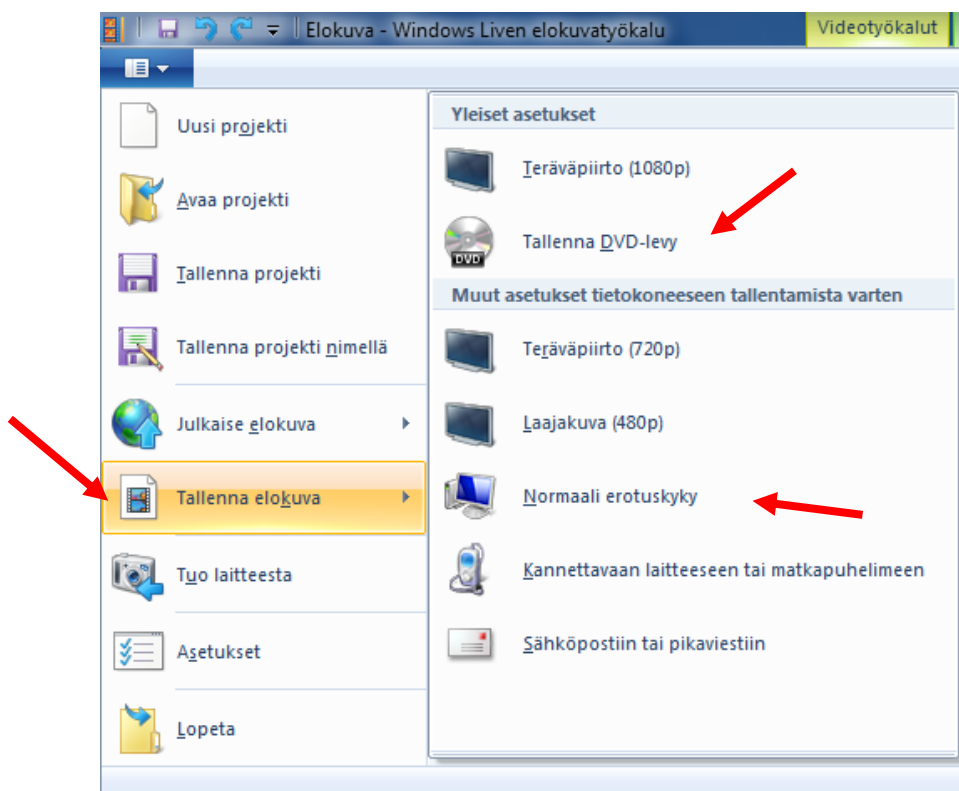 Elokuva - Windows Liven elokuvatyökalu
Videotyökalut
Uusi projekti
Avaa projekti
Tallenna projekti
Tallenna projekti nimellä
Julkaise elokuva
Tallenna elokuva
Tuo laitteesta
Asetukset
Lopeta
Yleiset asetukset
Teräväpiirto (1080p)
DVD
Tallenna DVD-levy
Muut asetukset tietokoneeseen tallentamista varten
Teräväpiirto (720p)
Laajakuva (480p)
Normaali erotuskyky
Kannettavaan laitteeseen tai matkapuhelimeen
Sähköpostiin tai pikaviestiin